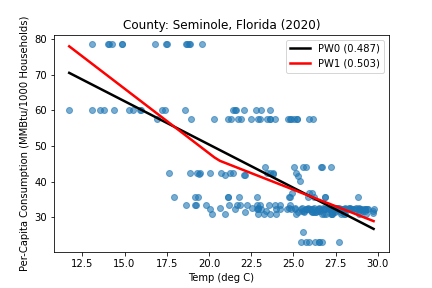 County: Seminole, Florida (2020)
PW0 (0.487)
PW1 (0.503)
Per-Capita Consumption (MMBtu/1000 Households)
80
70
60
50
40
30
12.5 15.0 17.5 20.0 22.5 25.0 27.5 30.0
Temp (deg C)